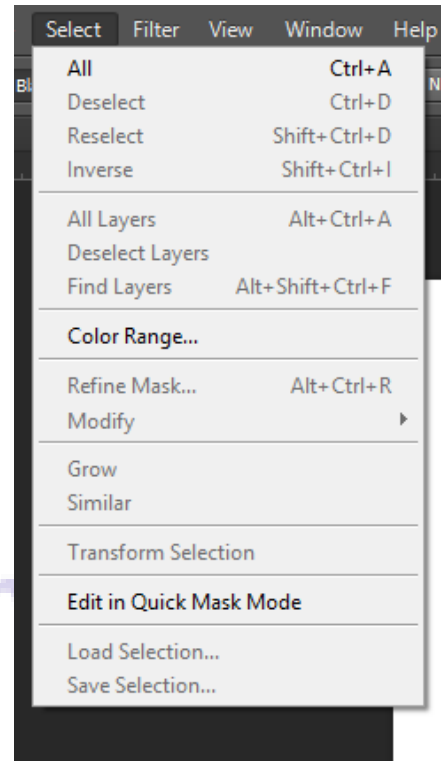 Select Filter View Window Help
All Ctrl+A
Deselect Ctrl+D
Reselect Shift+Ctrl+D
Inverse Shift+Ctrl+I
All Layers Alt+Ctrl+A
Deselect Layers
Find Layers Alt+Shift+Ctrl+F
Color Range...
Refine Mask... Alt+Ctrl+R
Modify
Grow
Similar
Transform Selection
Edit in Quick Mask Mode
Load Selection...
Save Selection...